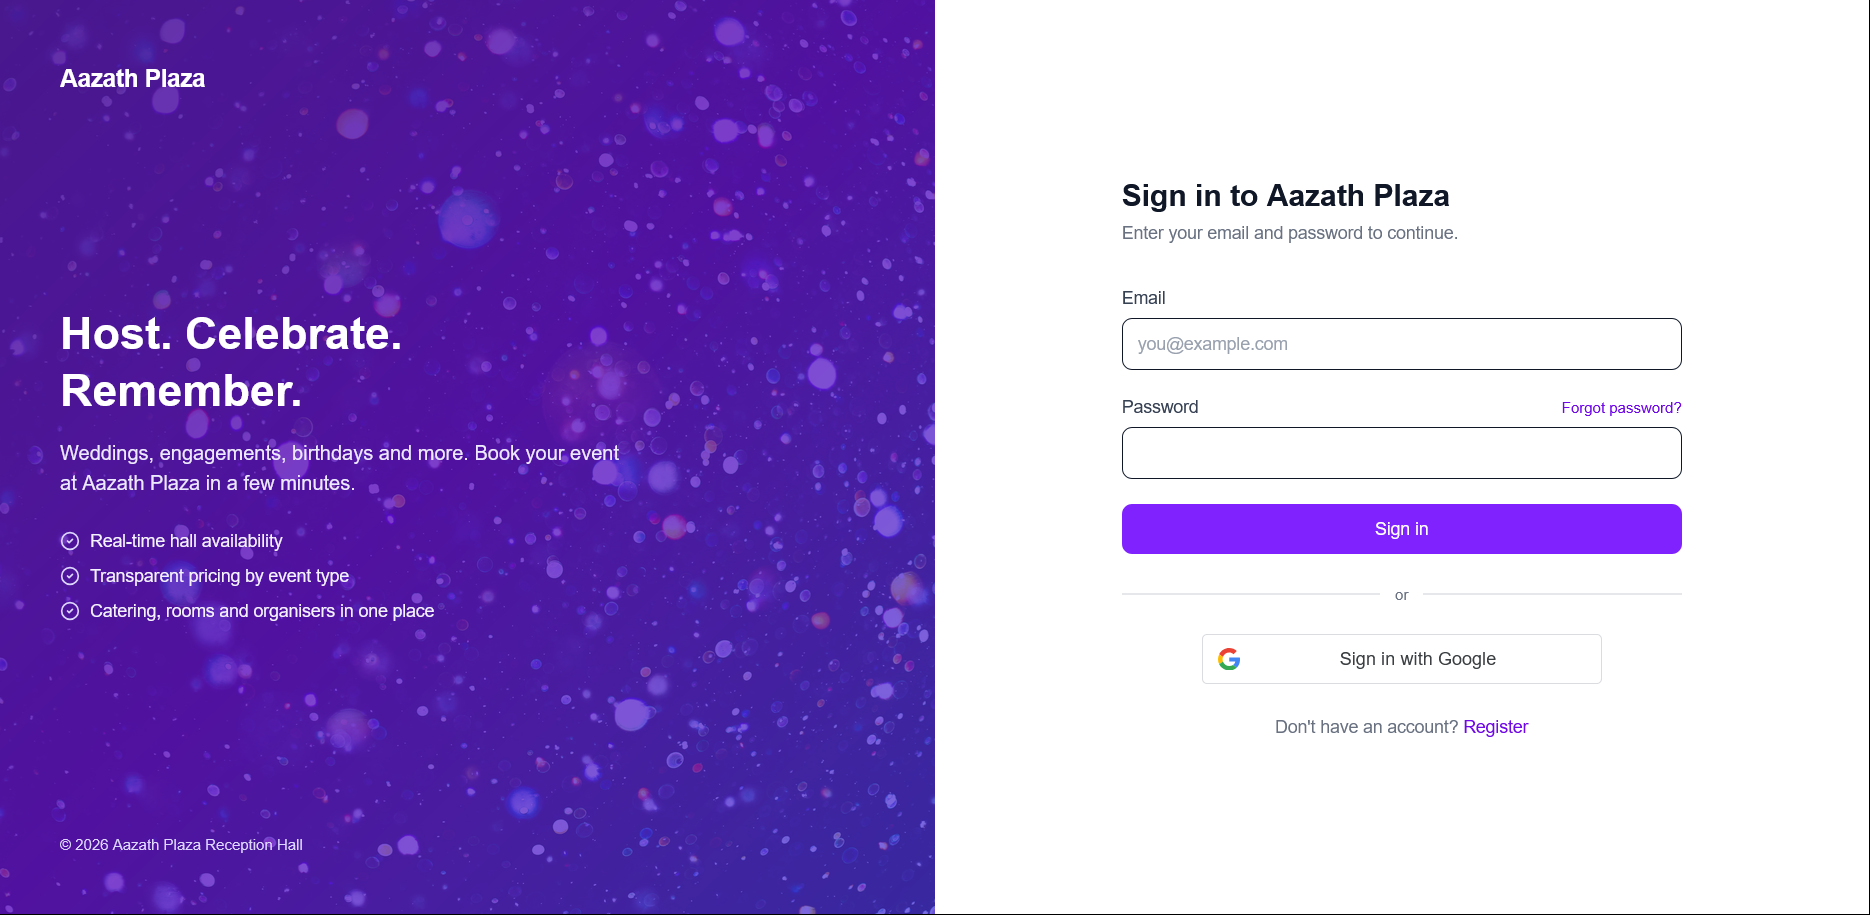 Aazath Plaza
Host. Celebrate.
Remember.
Weddings, engagements, birthdays and more. Book your event
at Aazath Plaza in a few minutes.
Real-time hall availability
Transparent pricing by event type
Catering, rooms and organisers in one place
© 2026 Aazath Plaza Reception Hall
Sign in to Aazath Plaza
Enter your email and password to continue.
Email
you@example.com
Password
Forgot password?
Sign in
or
Sign in with Google
Don't have an account? Register